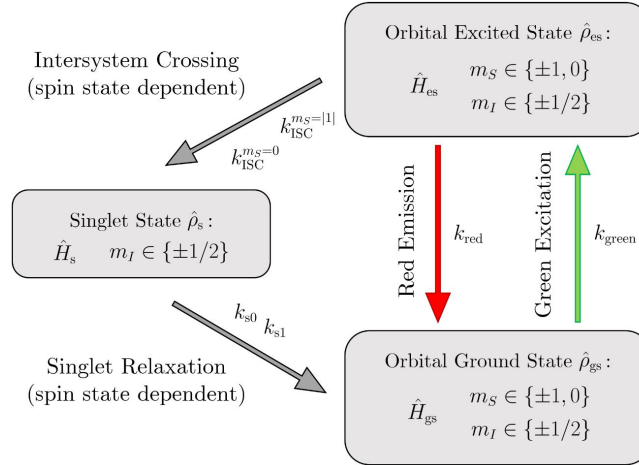 Orbital Excited State ρ̂_es:
Ĥ_es
m_S ∈ {±1, 0}
m_I ∈ {±1/2}
Intersystem Crossing
(spin state dependent)
k_ISC^{m_S=|1|}
k_ISC^{m_S=0}
Singlet State ρ̂_s:
Ĥ_s m_I ∈ {±1/2}
Red Emission
k_red
Green Excitation
k_green
k_s0
k_s1
Singlet Relaxation
(spin state dependent)
Orbital Ground State ρ̂_gs:
Ĥ_gs
m_S ∈ {±1, 0}
m_I ∈ {±1/2}